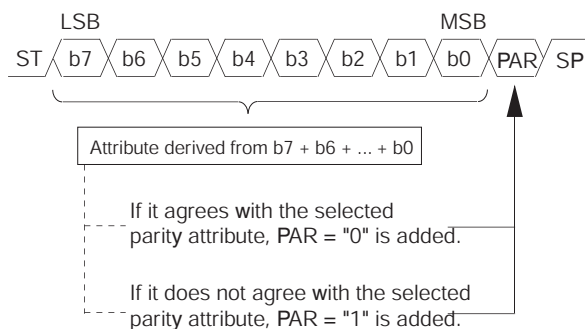 LSB MSB
ST b7 b6 b5 b4 b3 b2 b1 b0 PAR SP
Attribute derived from b7 + b6 + ... + b0
If it agrees with the selected
parity attribute, PAR = "0" is added.
If it does not agree with the selected
parity attribute, PAR = "1" is added.